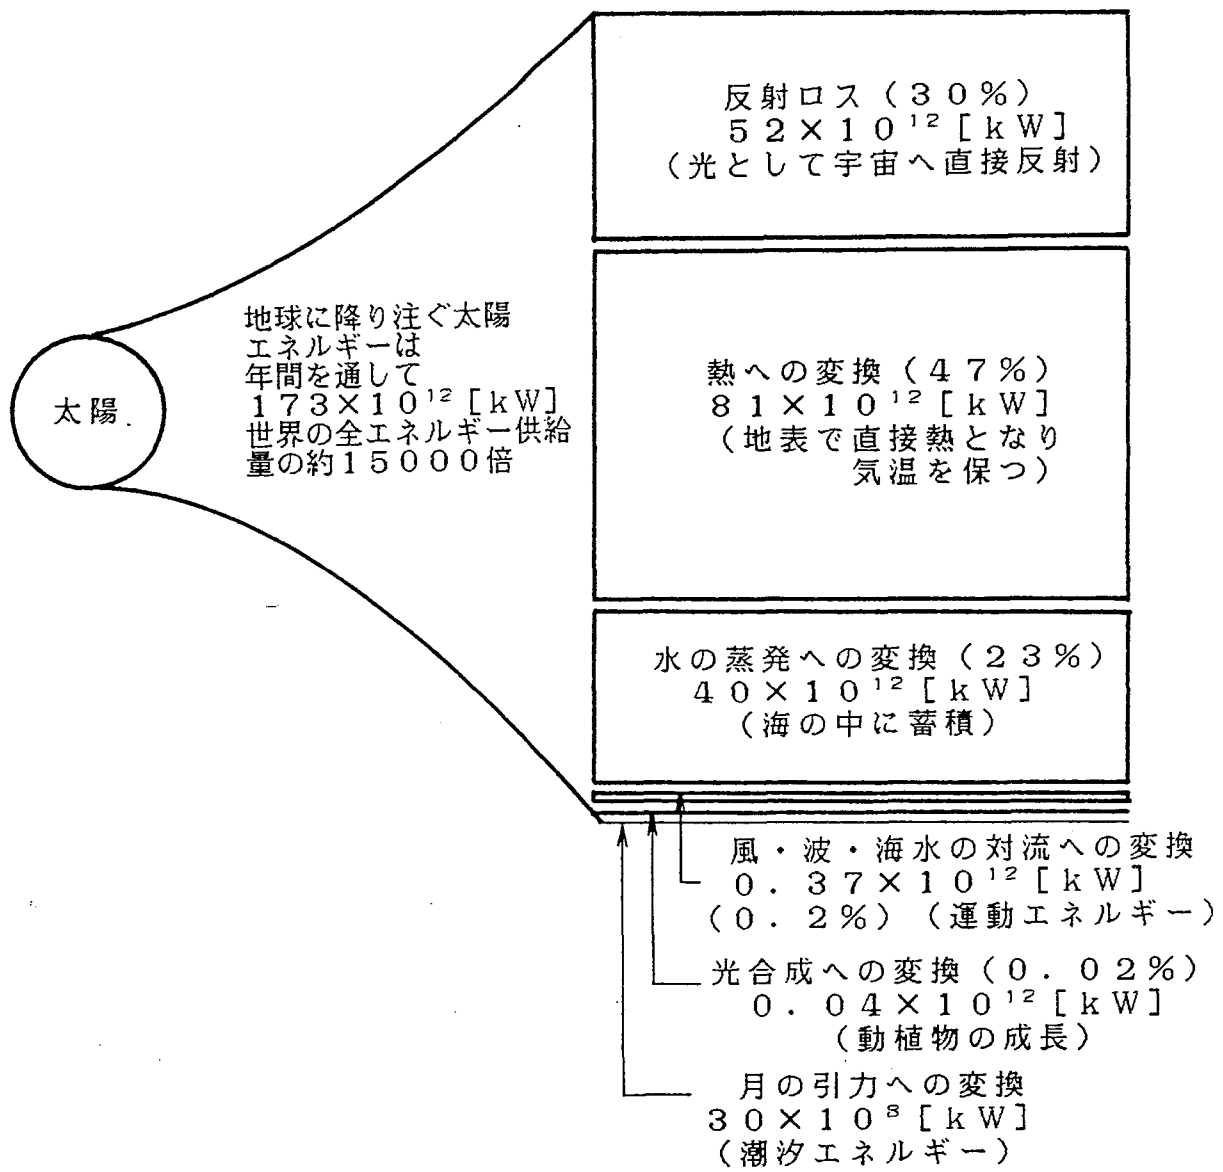 反射ロス（３０％）
５２×１０¹²［ｋＷ］
（光として宇宙へ直接反射）
地球に降り注ぐ太陽
エネルギーは
年間を通して
１７３×１０¹²［ｋＷ］
世界の全エネルギー供給
量の約１５０００倍
太陽
熱への変換（４７％）
８１×１０¹²［ｋＷ］
（地表で直接熱となり
気温を保つ）
水の蒸発への変換（２３％）
４０×１０¹²［ｋＷ］
（海の中に蓄積）
風・波・海水の対流への変換
０．３７×１０¹²［ｋＷ］
（０．２％）（運動エネルギー）
光合成への変換（０．０２％）
０．０４×１０¹²［ｋＷ］
（動植物の成長）
月の引力への変換
３０×１０⁸［ｋＷ］
（潮汐エネルギー）